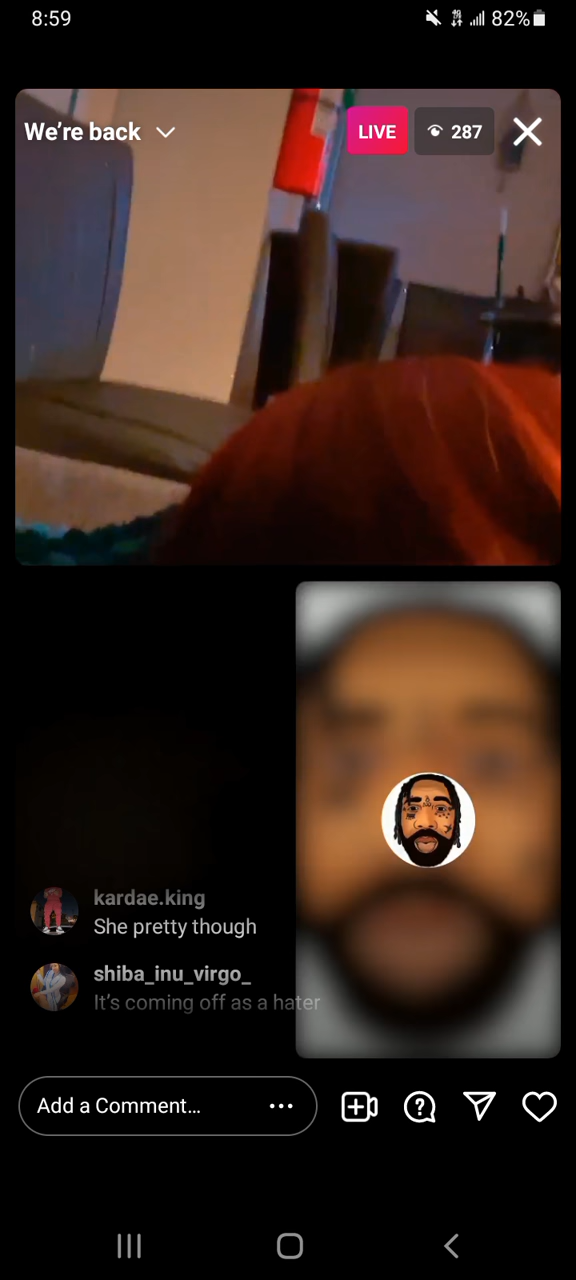 8:59
82%
We're back
LIVE
287
kardae.king
She pretty though
shiba_inu_virgo_
It's coming off as a hater
Add a Comment...